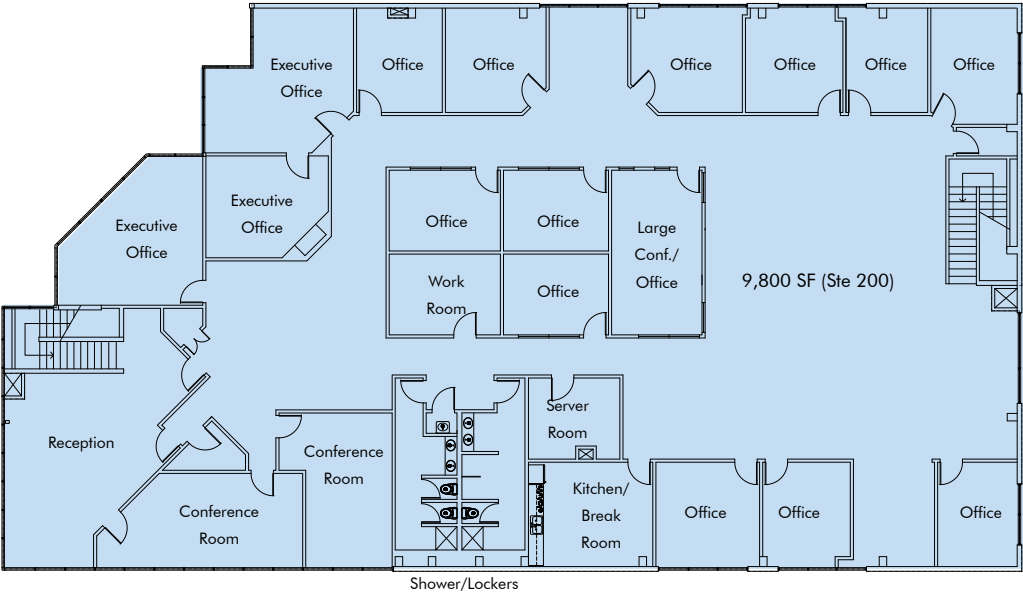 Executive
Office
Office
Office
Office
Office
Office
Office
Executive
Office
Executive
Office
Office
Office
Large
Conf./
Office
Work
Room
Office
9,800 SF (Ste 200)
Reception
Conference
Room
Server
Room
Conference
Room
Kitchen/
Break
Room
Office
Office
Office
Shower/Lockers